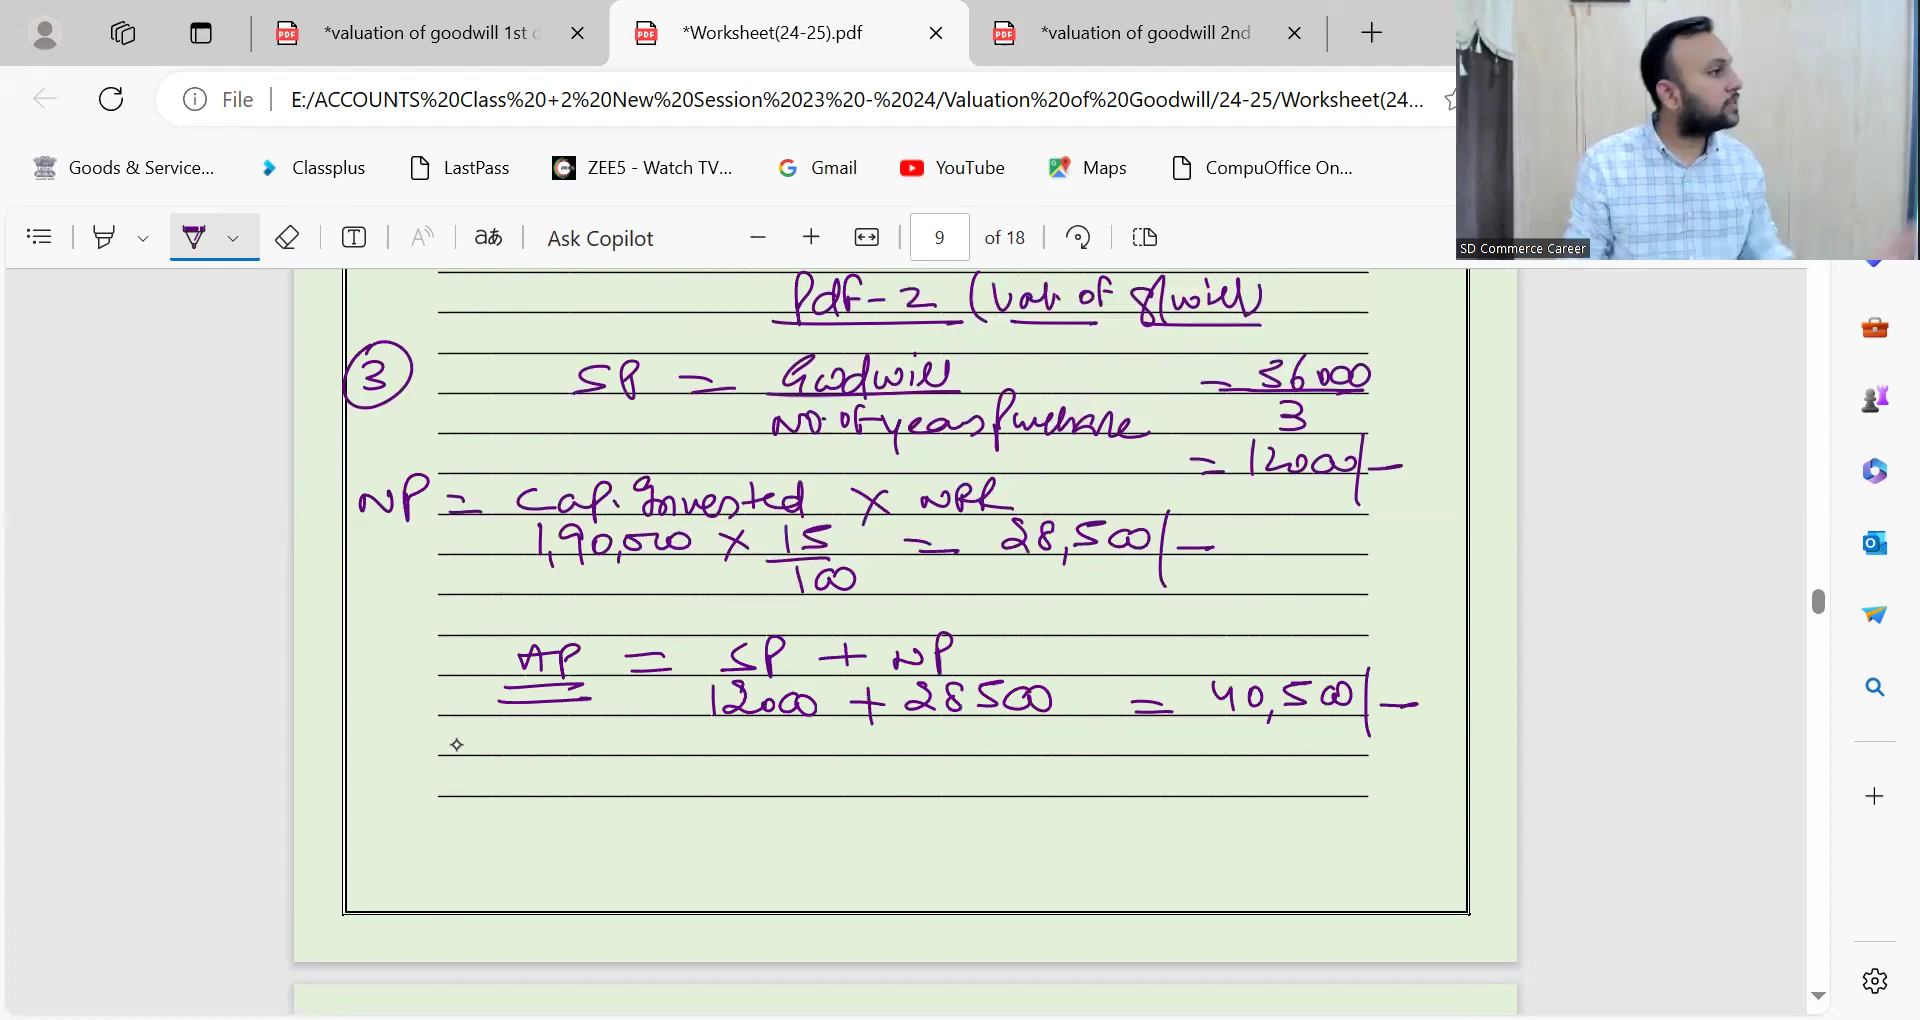 *valuation of goodwill 1st c
*Worksheet(24-25).pdf
*valuation of goodwill 2nd
File
E:/ACCOUNTS%20Class%20+2%20New%20Session%2023%20-%2024/Valuation%20of%20Goodwill/24-25/Worksheet(24...
Goods & Service...
Classplus
LastPass
ZEE5 - Watch TV...
Gmail
YouTube
Maps
CompuOffice On...
SD Commerce Career
aあ
Ask Copilot
9 of 18
Pdf-2 (Val. of g/will)
3
SP = Goodwill = 36000
No. of years Purchase 3
= 12000/-
NP = Cap. Invested X NRR
1,90,000 X 15 = 28,500/-
100
AP = SP + NP
12000 + 28500 = 40,500/-